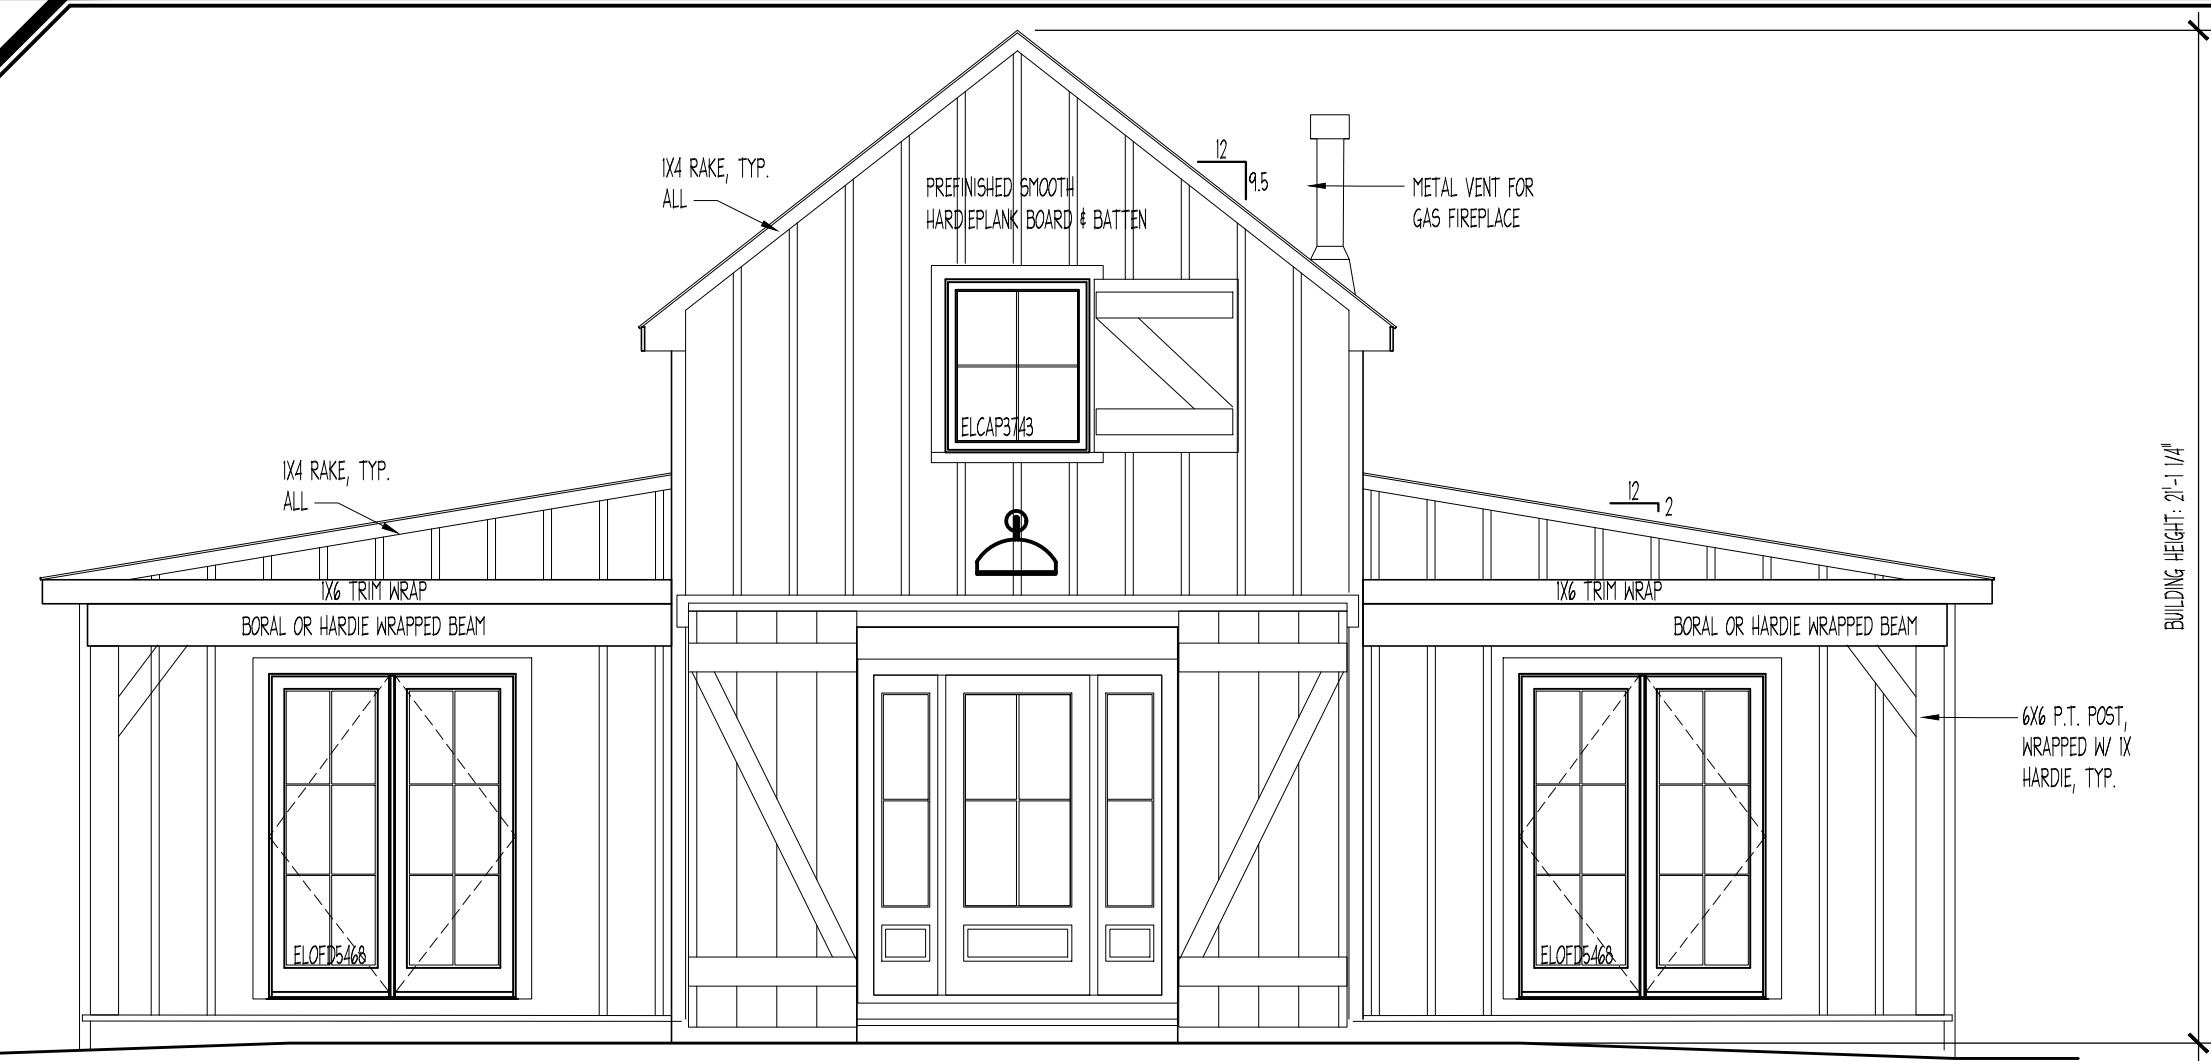 12
1X4 RAKE, TYP.
ALL
9.5
PREFINISHED SMOOTH
HARDIEPLANK BOARD & BATTEN
METAL VENT FOR
GAS FIREPLACE
ELCAP3743
1X4 RAKE, TYP.
ALL
12
2
BUILDING HEIGHT: 21'-1 1/4"
1X6 TRIM WRAP
1X6 TRIM WRAP
BORAL OR HARDIE WRAPPED BEAM
BORAL OR HARDIE WRAPPED BEAM
6X6 P.T. POST,
WRAPPED W/ 1X
HARDIE, TYP.
ELOFD5468
ELOFD5468